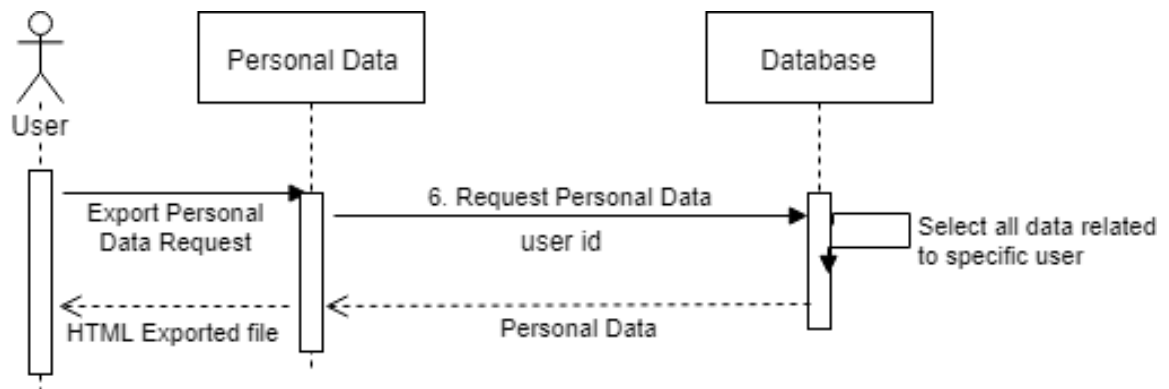 Personal Data
Database
User
Export Personal
Data Request
6. Request Personal Data
user id
Select all data related
to specific user
HTML Exported file
Personal Data